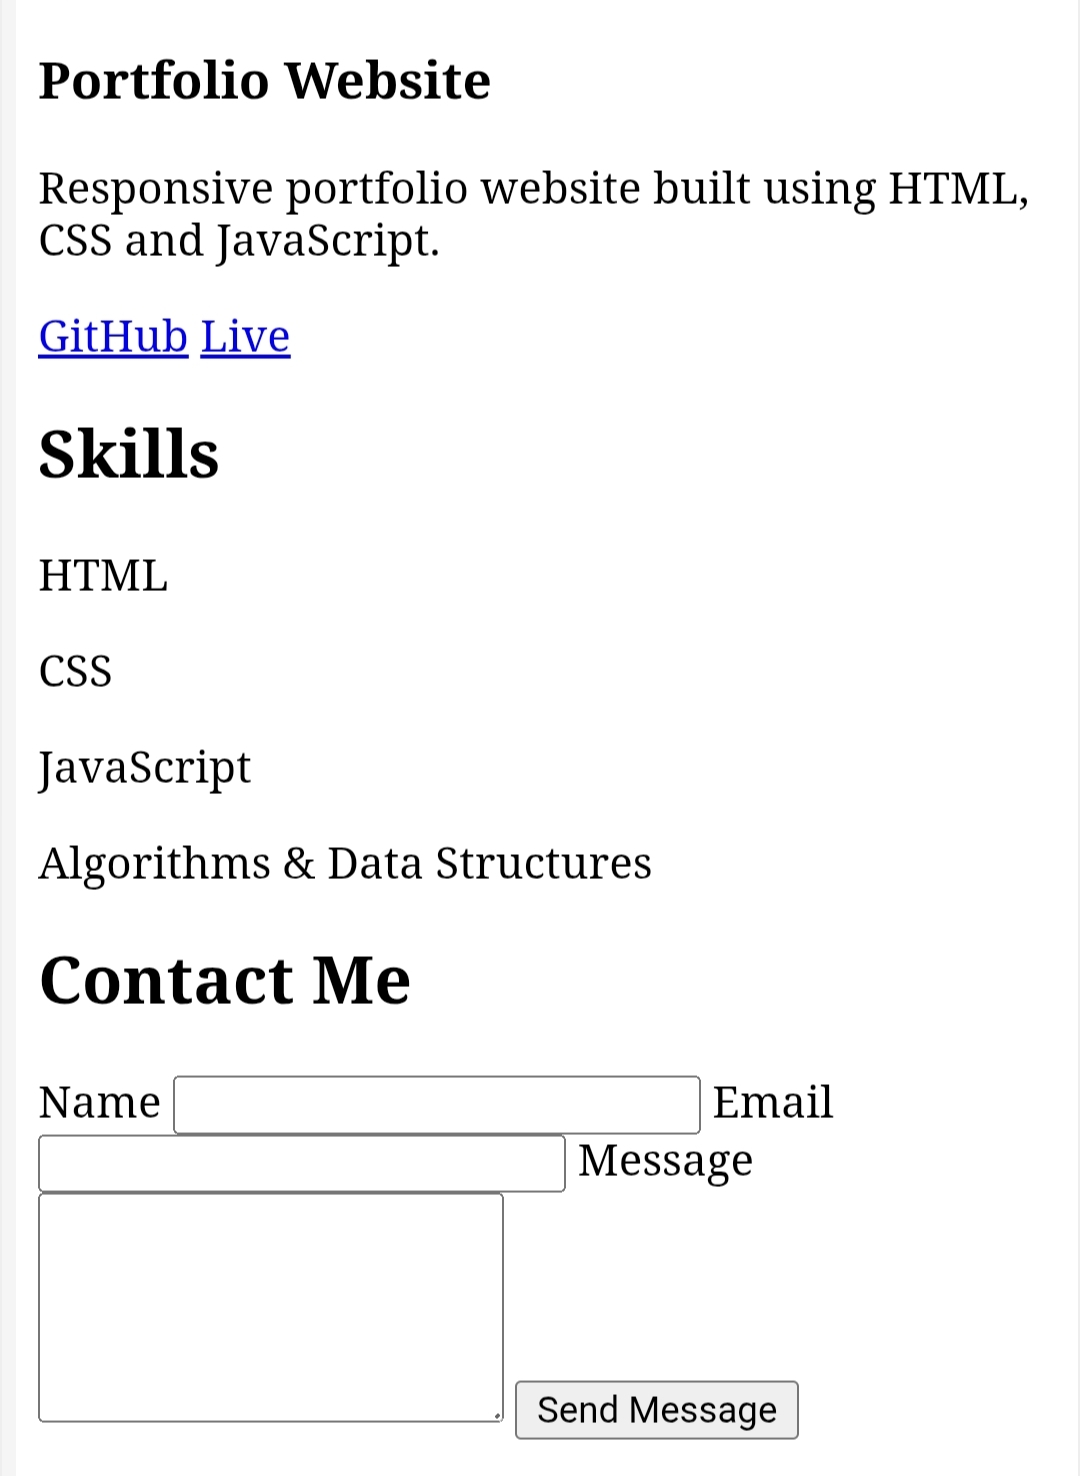 Portfolio Website
Responsive portfolio website built using HTML,
CSS and JavaScript.
GitHub Live
Skills
HTML
CSS
JavaScript
Algorithms & Data Structures
Contact Me
Name Email
Message
Send Message